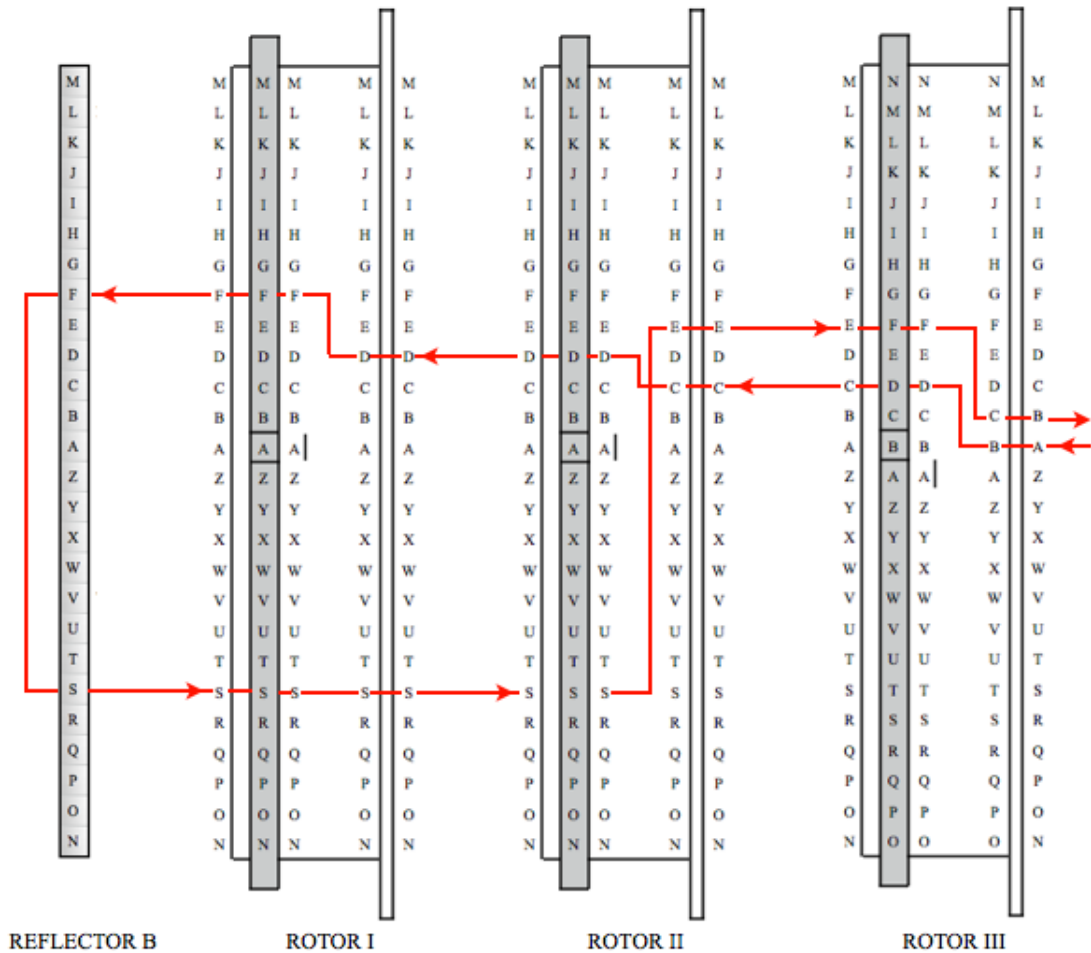 M M M M M M M M M M M M N N N M
L L L L L L L L L L L L M M M L
K K K K K K K K K K K K L L L K
J J J J J J J J J J J J K K K J
I I I I I I I I I I I I J J J I
H H H H H H H H H H H H I I I H
G G G G G G G G G G G G H H H G
F F F F F F F F F F F F G G G F
E E E E E E E E E E E E F F F E
D D D D D D D D D D D D E E E D
C C C C C C C C C C C C D D D C
B B B B B B B B B B B B C C C B
A A A A A A A A A A A A B B B A
Z Z Z Z Z Z Z Z Z Z Z Z A A A Z
Y Y Y Y Y Y Y Y Y Y Y Y Z Z Z Y
X X X X X X X X X X X X Y Y Y X
W W W W W W W W W W W W X X X W
V V V V V V V V V V V V W W W V
U U U U U U U U U U U U V V V U
T T T T T T T T T T T T U U U T
S S S S S S S S S S S S T T T S
R R R R R R R R R R R R S S S R
Q Q Q Q Q Q Q Q Q Q Q Q R R R Q
P P P P P P P P P P P P Q Q Q P
O O O O O O O O O O O O P P P O
N N N N N N N N N N N N O O O N
REFLECTOR B ROTOR I ROTOR II ROTOR III